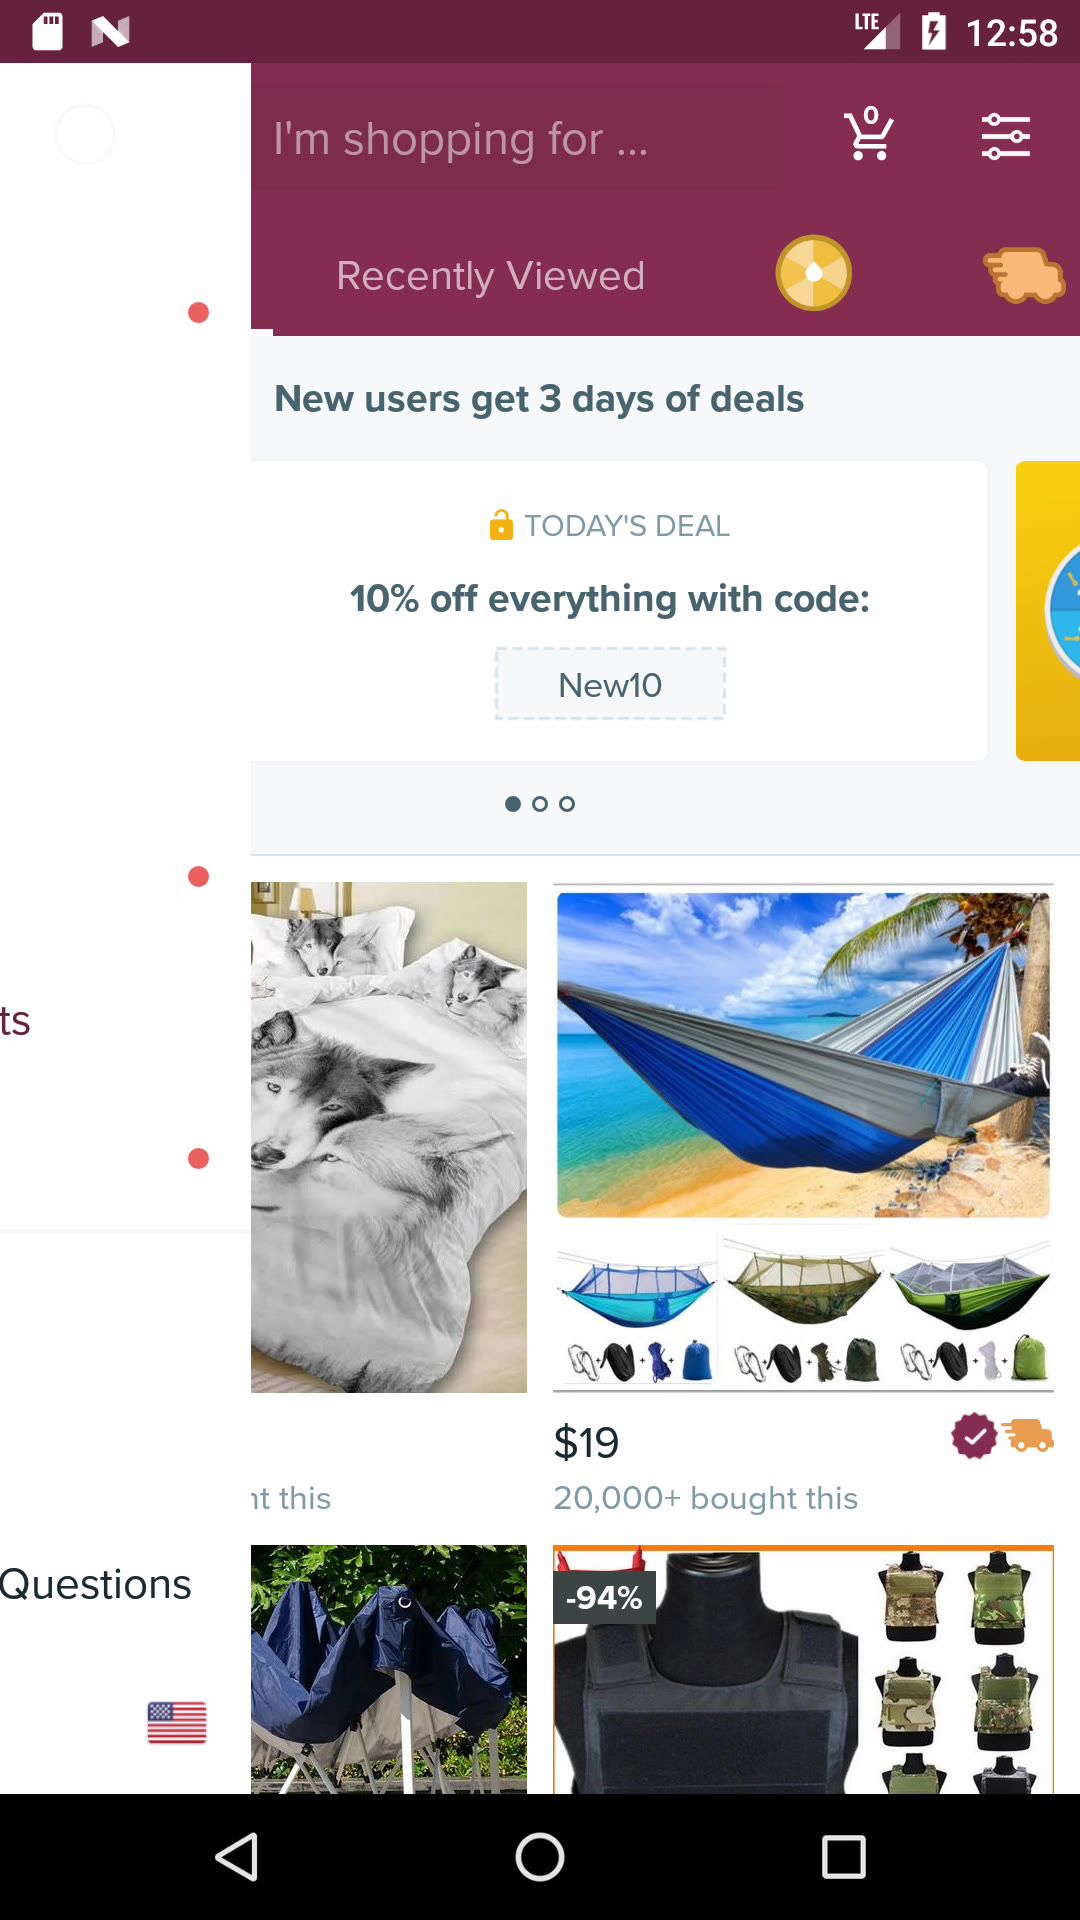 LTE 12:58
I'm shopping for ...
0
Recently Viewed
New users get 3 days of deals
TODAY'S DEAL
10% off everything with code:
New10
ts
$19
nt this
20,000+ bought this
Questions
-94%